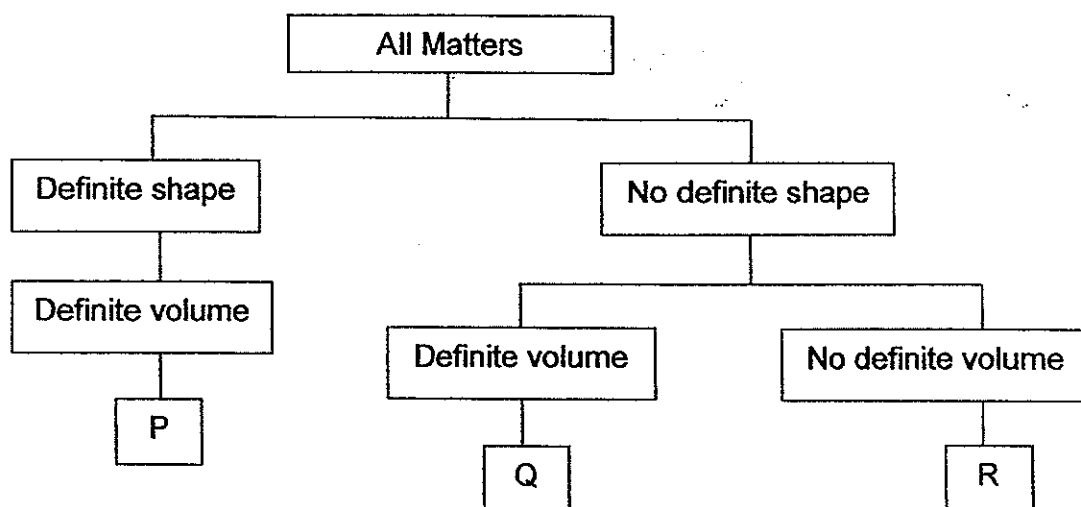 All Matters
Definite shape
No definite shape
Definite volume
Definite volume
No definite volume
P
Q
R